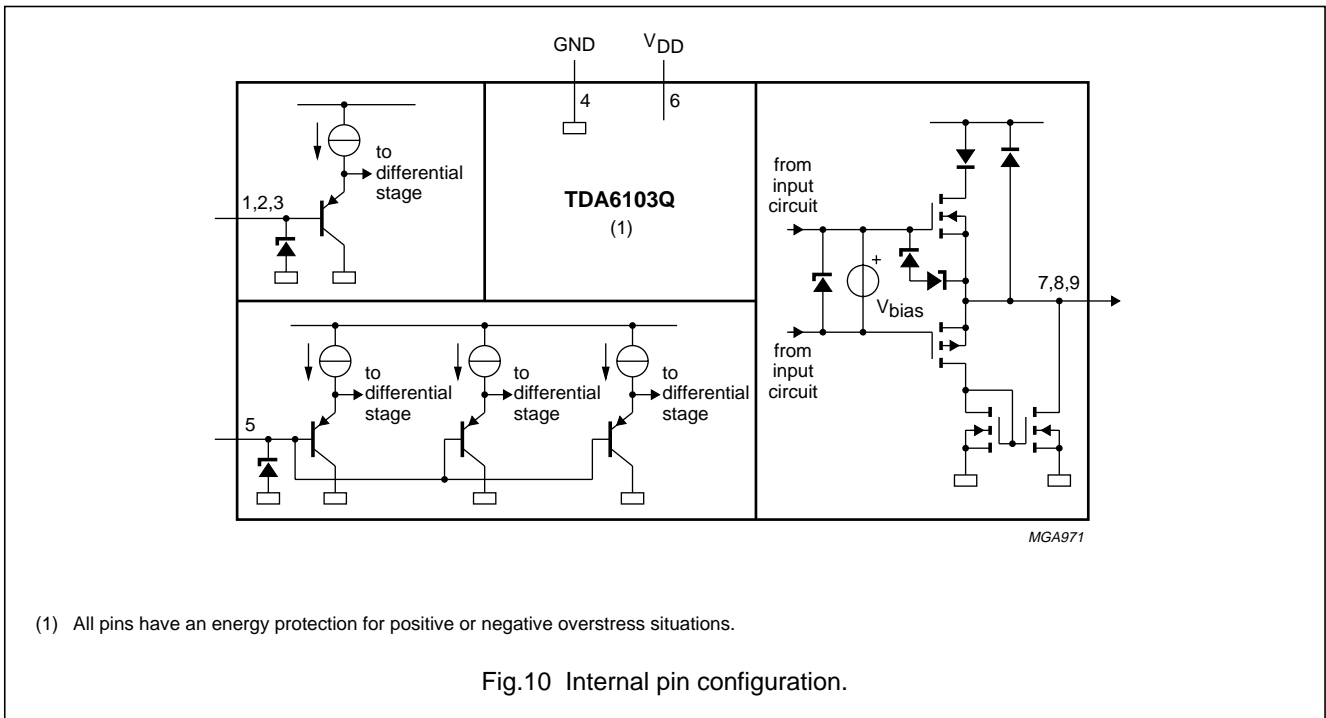 GND
VDD
4
6
to
differential
stage
1,2,3
TDA6103Q
(1)
from
input
circuit
+
Vbias
from
input
circuit
7,8,9
to
differential
stage
to
differential
stage
to
differential
stage
5
MGA971
(1) All pins have an energy protection for positive or negative overstress situations.
Fig.10 Internal pin configuration.